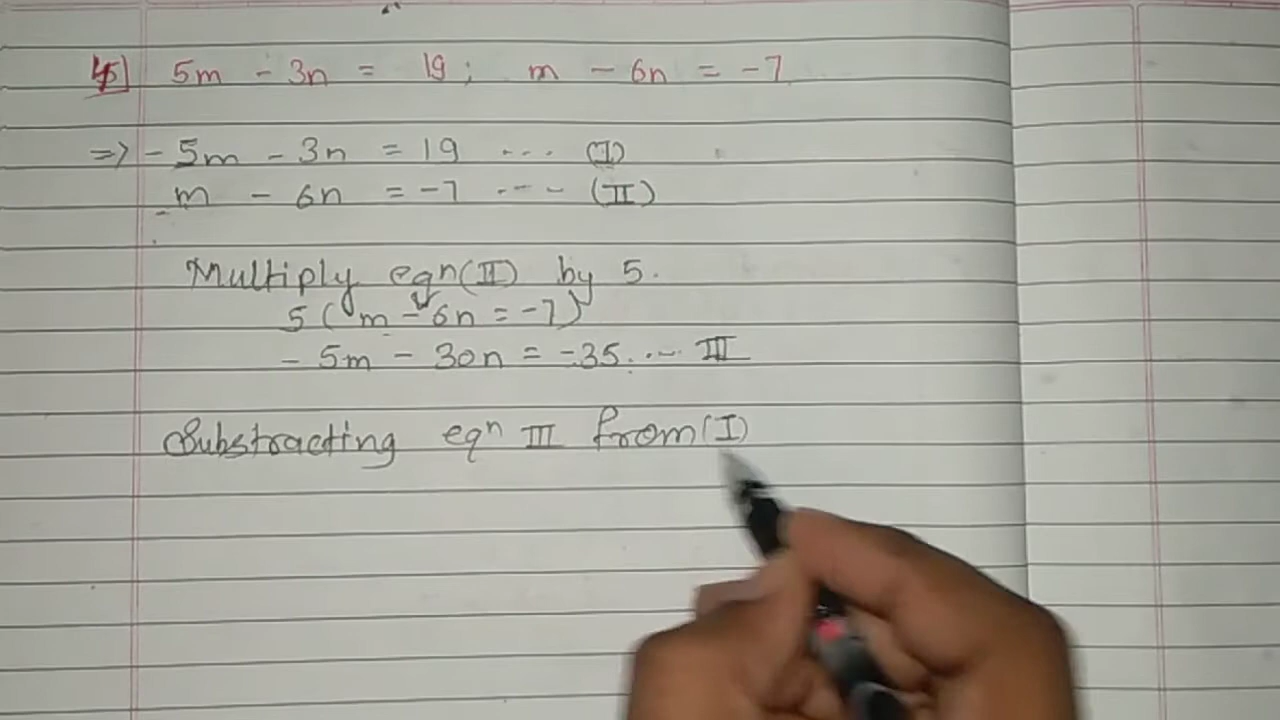 4] 5m - 3n = 19; m - 6n = -7
=> - 5m - 3n = 19 ... (I)
m - 6n = -7 ---- (II)
Multiply eqn(II) by 5.
5 ( m - 6n = -7)
- 5m - 30n = -35. -- III
Substracting eqn III from (I)